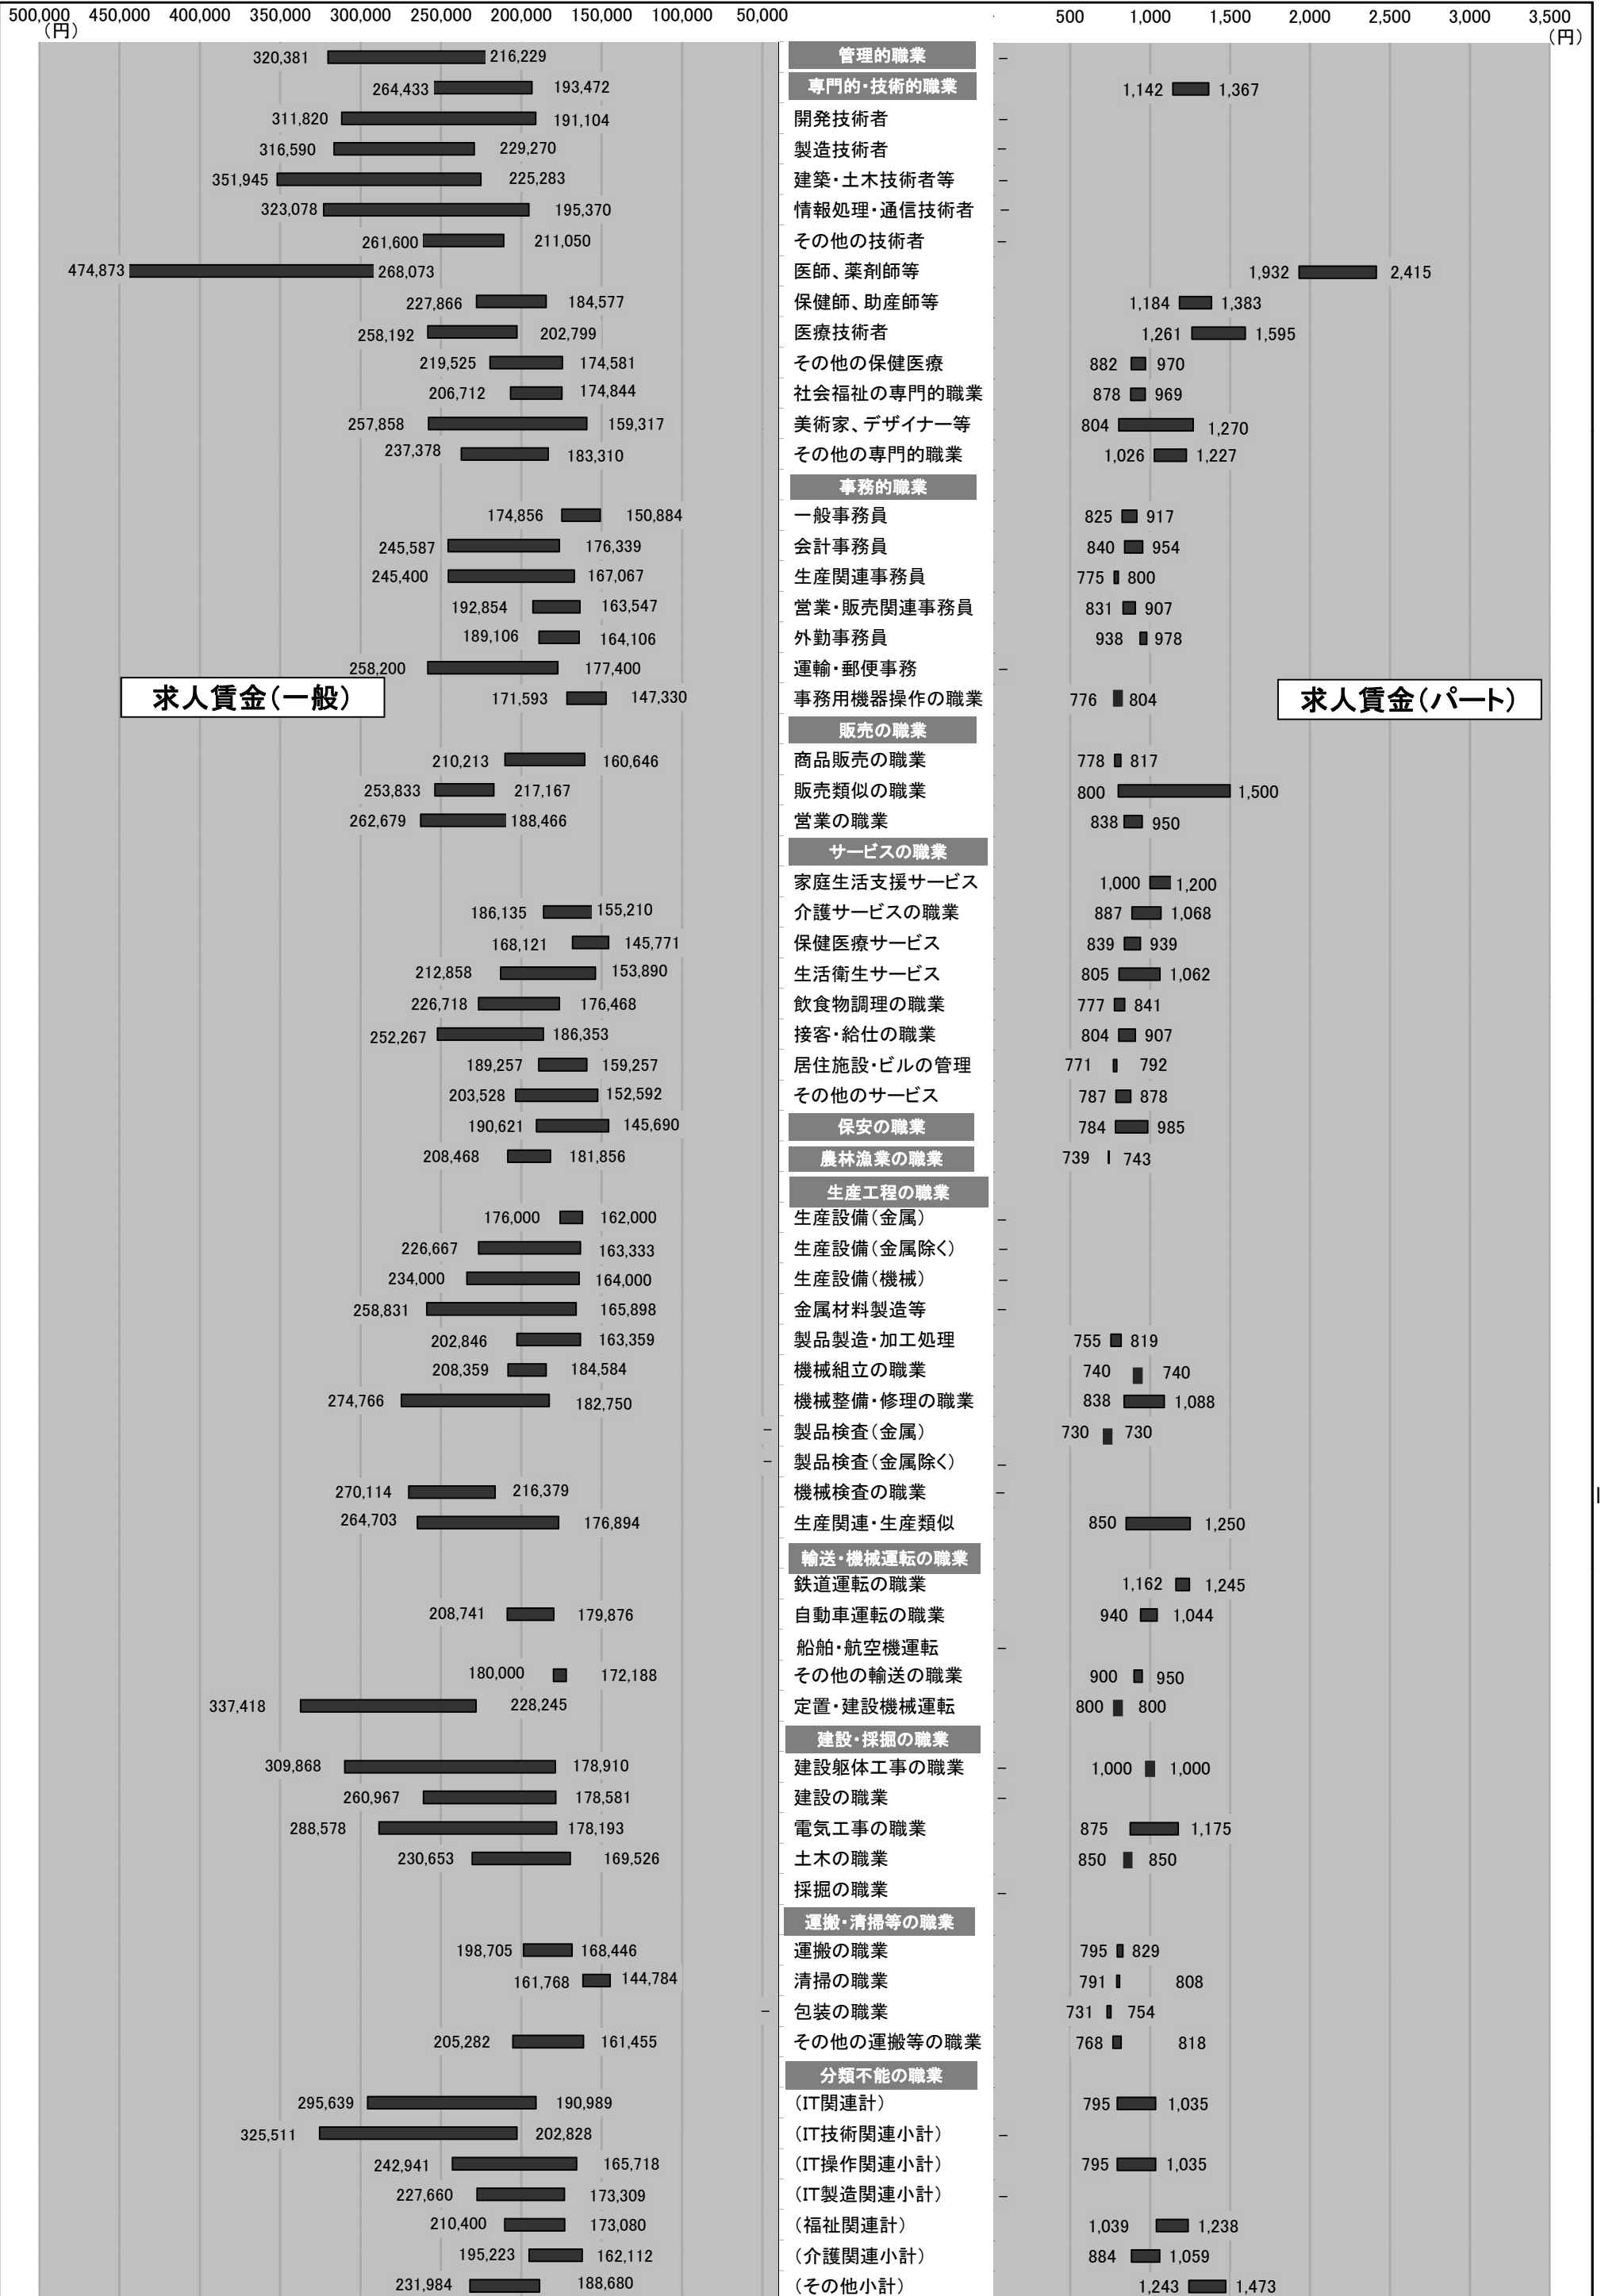 500,000 450,000 400,000 350,000 300,000 250,000 200,000 150,000 100,000 50,000 500 1,000 1,500 2,000 2,500 3,000 3,500
(円) (円)
320,381 216,229 管理的職業 –
264,433 193,472 専門的・技術的職業 1,142 1,367
311,820 191,104 開発技術者 –
316,590 229,270 製造技術者 –
351,945 225,283 建築・土木技術者等 –
323,078 195,370 情報処理・通信技術者 –
261,600 211,050 その他の技術者 –
474,873 268,073 医師、薬剤師等 1,932 2,415
227,866 184,577 保健師、助産師等 1,184 1,383
258,192 202,799 医療技術者 1,261 1,595
219,525 174,581 その他の保健医療 882 970
206,712 174,844 社会福祉の専門的職業 878 969
257,858 159,317 美術家、デザイナー等 804 1,270
237,378 183,310 その他の専門的職業 1,026 1,227
事務的職業
174,856 150,884 一般事務員 825 917
245,587 176,339 会計事務員 840 954
245,400 167,067 生産関連事務員 775 800
192,854 163,547 営業・販売関連事務員 831 907
189,106 164,106 外勤事務員 938 978
258,200 177,400 運輸・郵便事務 –
求人賃金(一般) 171,593 147,330 事務用機器操作の職業 776 804 求人賃金(パート)
販売の職業
210,213 160,646 商品販売の職業 778 817
253,833 217,167 販売類似の職業 800 1,500
262,679 188,466 営業の職業 838 950
サービスの職業
家庭生活支援サービス 1,000 1,200
186,135 155,210 介護サービスの職業 887 1,068
168,121 145,771 保健医療サービス 839 939
212,858 153,890 生活衛生サービス 805 1,062
226,718 176,468 飲食物調理の職業 777 841
252,267 186,353 接客・給仕の職業 804 907
189,257 159,257 居住施設・ビルの管理 771 792
203,528 152,592 その他のサービス 787 878
190,621 145,690 保安の職業 784 985
208,468 181,856 農林漁業の職業 739 743
生産工程の職業
176,000 162,000 生産設備(金属) –
226,667 163,333 生産設備(金属除く) –
234,000 164,000 生産設備(機械) –
258,831 165,898 金属材料製造等 –
202,846 163,359 製品製造・加工処理 755 819
208,359 184,584 機械組立の職業 740 740
274,766 182,750 機械整備・修理の職業 838 1,088
– 製品検査(金属) 730 730
– 製品検査(金属除く) –
270,114 216,379 機械検査の職業 –
264,703 176,894 生産関連・生産類似 850 1,250
輸送・機械運転の職業
鉄道運転の職業 1,162 1,245
208,741 179,876 自動車運転の職業 940 1,044
船舶・航空機運転 –
180,000 172,188 その他の輸送の職業 900 950
337,418 228,245 定置・建設機械運転 800 800
建設・採掘の職業
309,868 178,910 建設躯体工事の職業 – 1,000 1,000
260,967 178,581 建設の職業 –
288,578 178,193 電気工事の職業 875 1,175
230,653 169,526 土木の職業 850 850
採掘の職業 –
運搬・清掃等の職業
198,705 168,446 運搬の職業 795 829
161,768 144,784 清掃の職業 791 808
– 包装の職業 731 754
205,282 161,455 その他の運搬等の職業 768 818
分類不能の職業
295,639 190,989 (IT関連計) 795 1,035
325,511 202,828 (IT技術関連小計) –
242,941 165,718 (IT操作関連小計) 795 1,035
227,660 173,309 (IT製造関連小計) –
210,400 173,080 (福祉関連計) 1,039 1,238
195,223 162,112 (介護関連小計) 884 1,059
231,984 188,680 (その他小計) 1,243 1,473